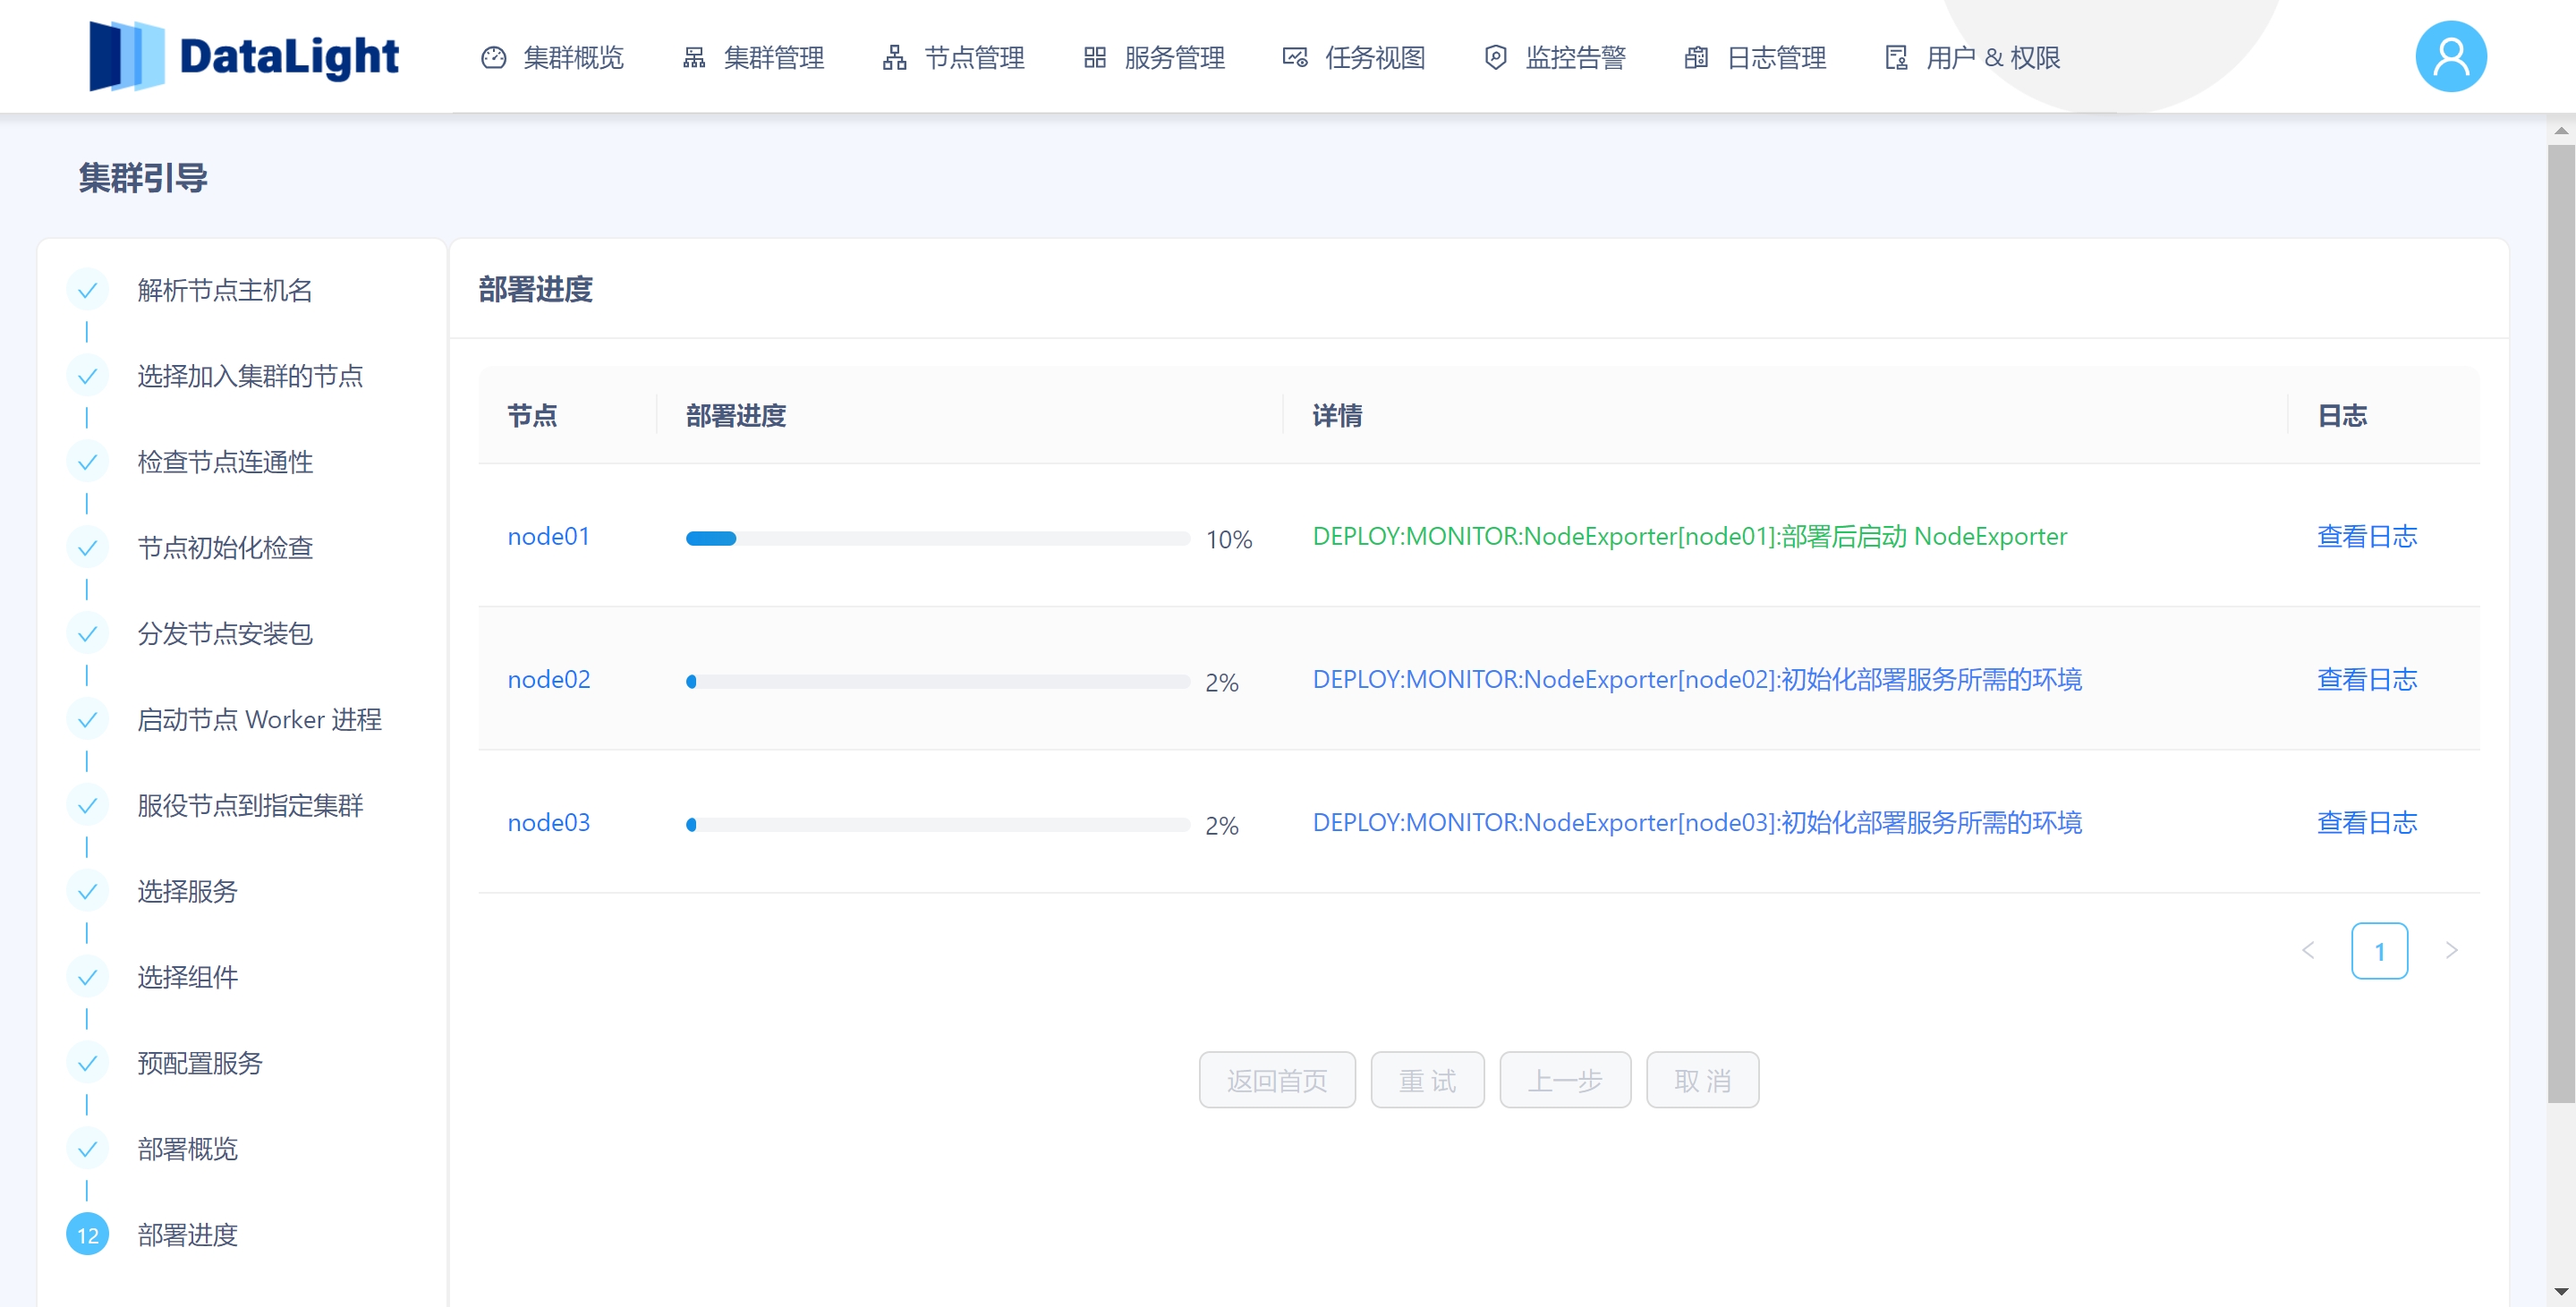 DataLight
集群概览
集群管理
节点管理
服务管理
任务视图
监控告警
日志管理
用户 & 权限
集群引导
解析节点主机名
选择加入集群的节点
检查节点连通性
节点初始化检查
分发节点安装包
启动节点 Worker 进程
服役节点到指定集群
选择服务
选择组件
预配置服务
部署概览
12 部署进度
部署进度
节点 部署进度 详情 日志
node01 10% DEPLOY:MONITOR:NodeExporter[node01]:部署后启动 NodeExporter 查看日志
node02 2% DEPLOY:MONITOR:NodeExporter[node02]:初始化部署服务所需的环境 查看日志
node03 2% DEPLOY:MONITOR:NodeExporter[node03]:初始化部署服务所需的环境 查看日志
< 1 >
返回首页 重 试 上一步 取 消